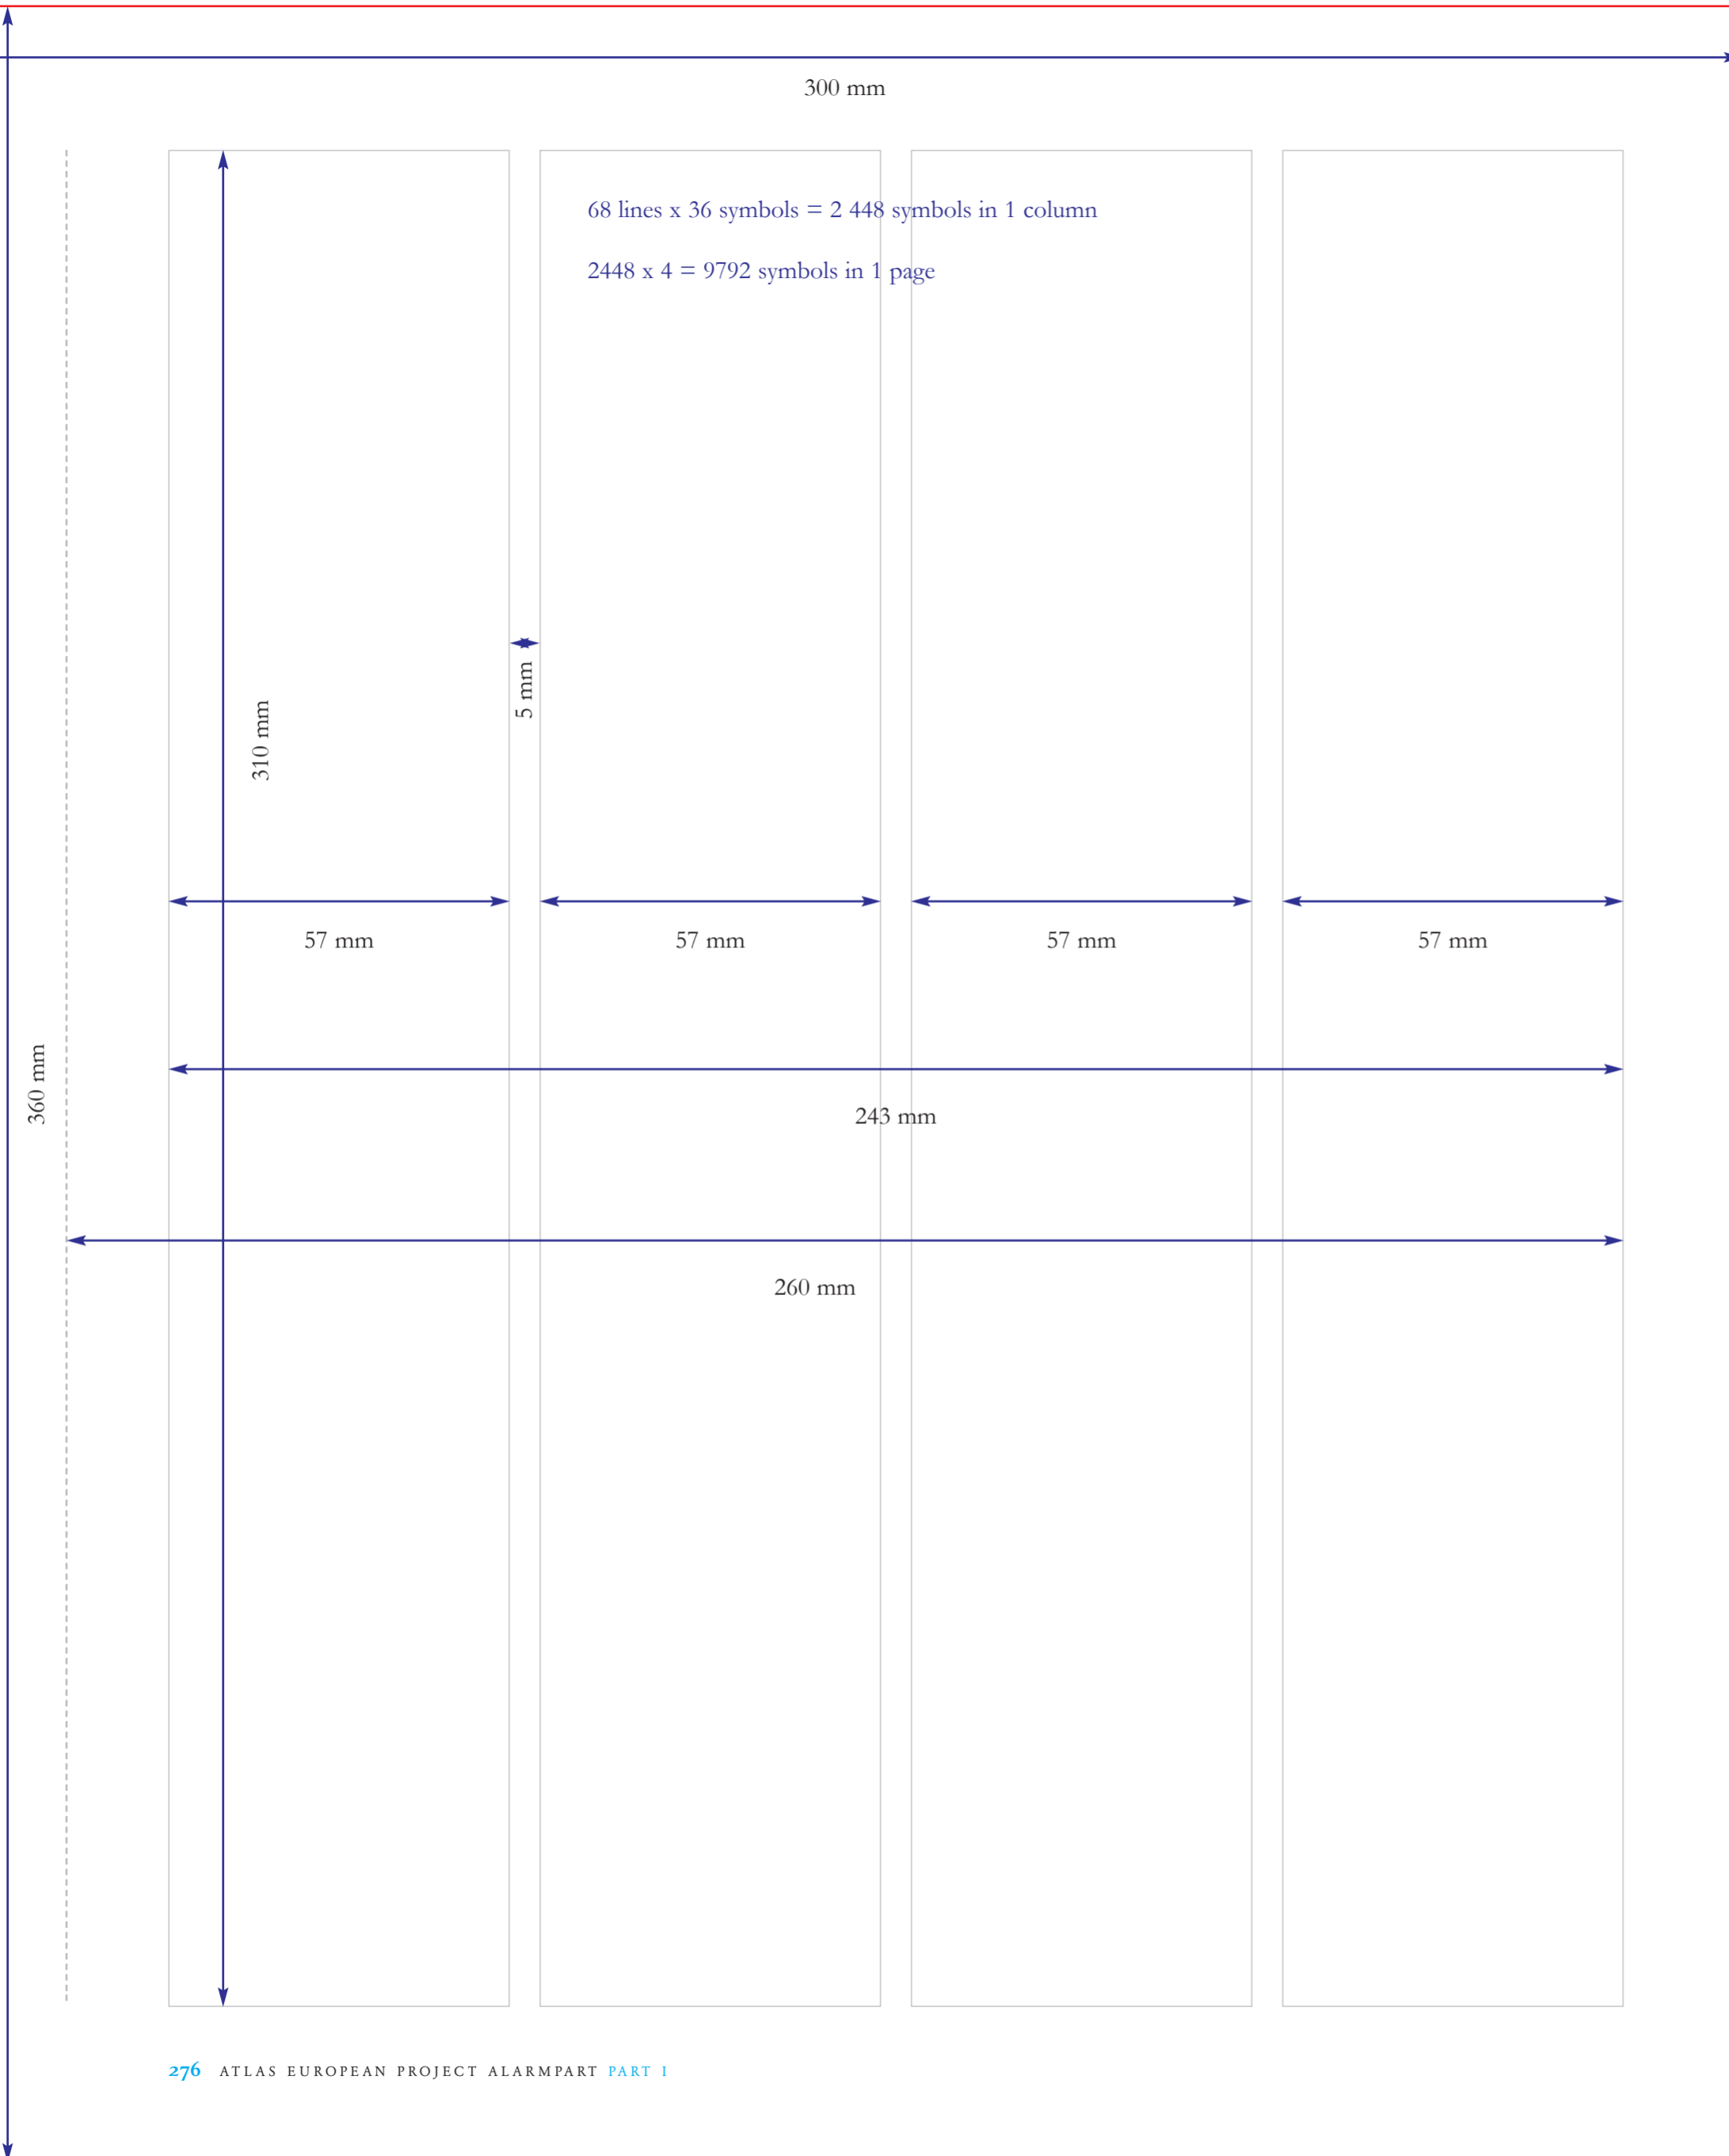 300 mm
68 lines x 36 symbols = 2 448 symbols in 1 column
2448 x 4 = 9792 symbols in 1 page
5 mm
310 mm
57 mm
57 mm
57 mm
57 mm
360 mm
243 mm
260 mm
276 ATLAS EUROPEAN PROJECT ALARMPART PART I